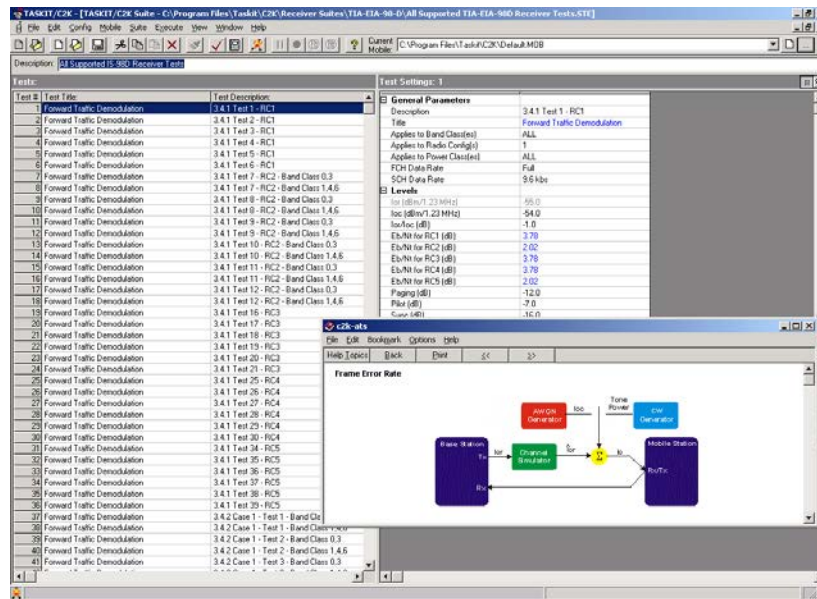 TASKIT/C2K - [TASKIT/C2K Suite - C:\Program Files\Taskit\C2K\Receiver Suites\TIA-EIA-90-D\All Supported TIA-EIA-98D Receiver Tests.STE]
File Edit Config Mobile Suite Execute View Window Help
Current Mobile: C:\Program Files\Taskit\C2K\Default.MDB
Description: All Supported IS-98D Receiver Tests
Tests:
Test # Test Title: Test Description:
1 Forward Traffic Demodulation 3.4.1 Test 1 - RC1
2 Forward Traffic Demodulation 3.4.1 Test 2 - RC1
3 Forward Traffic Demodulation 3.4.1 Test 3 - RC1
4 Forward Traffic Demodulation 3.4.1 Test 4 - RC1
5 Forward Traffic Demodulation 3.4.1 Test 5 - RC1
6 Forward Traffic Demodulation 3.4.1 Test 6 - RC1
7 Forward Traffic Demodulation 3.4.1 Test 7 - RC2 - Band Class 0,3
8 Forward Traffic Demodulation 3.4.1 Test 7 - RC2 - Band Class 1,4,6
9 Forward Traffic Demodulation 3.4.1 Test 8 - RC2 - Band Class 0,3
10 Forward Traffic Demodulation 3.4.1 Test 8 - RC2 - Band Class 1,4,6
11 Forward Traffic Demodulation 3.4.1 Test 9 - RC2 - Band Class 0,3
12 Forward Traffic Demodulation 3.4.1 Test 9 - RC2 - Band Class 1,4,6
13 Forward Traffic Demodulation 3.4.1 Test 10 - RC2 - Band Class 0,3
14 Forward Traffic Demodulation 3.4.1 Test 10 - RC2 - Band Class 1,4,6
15 Forward Traffic Demodulation 3.4.1 Test 11 - RC2 - Band Class 0,3
16 Forward Traffic Demodulation 3.4.1 Test 11 - RC2 - Band Class 1,4,6
17 Forward Traffic Demodulation 3.4.1 Test 12 - RC2 - Band Class 0,3
18 Forward Traffic Demodulation 3.4.1 Test 12 - RC2 - Band Class 1,4,6
19 Forward Traffic Demodulation 3.4.1 Test 16 - RC3
20 Forward Traffic Demodulation 3.4.1 Test 17 - RC3
21 Forward Traffic Demodulation 3.4.1 Test 18 - RC3
22 Forward Traffic Demodulation 3.4.1 Test 19 - RC3
23 Forward Traffic Demodulation 3.4.1 Test 20 - RC3
24 Forward Traffic Demodulation 3.4.1 Test 21 - RC3
25 Forward Traffic Demodulation 3.4.1 Test 25 - RC4
26 Forward Traffic Demodulation 3.4.1 Test 26 - RC4
27 Forward Traffic Demodulation 3.4.1 Test 27 - RC4
28 Forward Traffic Demodulation 3.4.1 Test 28 - RC4
29 Forward Traffic Demodulation 3.4.1 Test 29 - RC4
30 Forward Traffic Demodulation 3.4.1 Test 30 - RC4
31 Forward Traffic Demodulation 3.4.1 Test 34 - RC5
32 Forward Traffic Demodulation 3.4.1 Test 35 - RC5
33 Forward Traffic Demodulation 3.4.1 Test 36 - RC5
34 Forward Traffic Demodulation 3.4.1 Test 37 - RC5
35 Forward Traffic Demodulation 3.4.1 Test 38 - RC5
36 Forward Traffic Demodulation 3.4.1 Test 39 - RC5
37 Forward Traffic Demodulation 3.4.2 Case 1 - Test 1 - Band Cla
38 Forward Traffic Demodulation 3.4.2 Case 1 - Test 1 - Band Class 1,4,6
39 Forward Traffic Demodulation 3.4.2 Case 1 - Test 2 - Band Class 0,3
40 Forward Traffic Demodulation 3.4.2 Case 1 - Test 2 - Band Class 1,4,6
41 Forward Traffic Demodulation 3.4.2 Case 1 - Test 3 - Band Class 0,3
Test Settings: 1
General Parameters
Description 3.4.1 Test 1 - RC1
Title Forward Traffic Demodulation
Applies to Band Class(es) ALL
Applies to Radio Config(s) 1
Applies to Power Class(es) ALL
FCH Data Rate Full
SCH Data Rate 9.6 kbs
Levels
Ior (dBm/1.23 MHz) -55.0
Ioc (dBm/1.23 MHz) -54.0
Ior/Ioc (dB) -1.0
Eb/Nt for RC1 (dB) 3.78
Eb/Nt for RC2 (dB) 2.02
Eb/Nt for RC3 (dB) 3.78
Eb/Nt for RC4 (dB) 3.78
Eb/Nt for RC5 (dB) 2.02
Paging (dB) -12.0
Pilot (dB) -7.0
Sync (dB) -16.0
c2k-ats
File Edit Bookmark Options Help
Help Topics Back Print << >>
Frame Error Rate
AWGN Generator
Ioc
Tone Power
CW Generator
Base Station
Tx
Ior
Channel Simulator
Îor
Io
Mobile Station
Rx/Tx
Rx